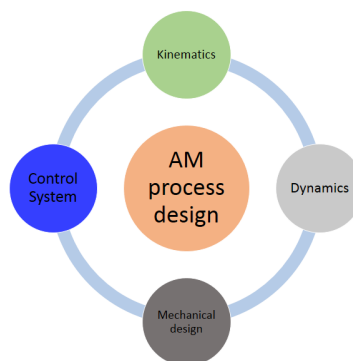 Kinematics
AM
process
design
Control
System
Dynamics
Mechanical
design